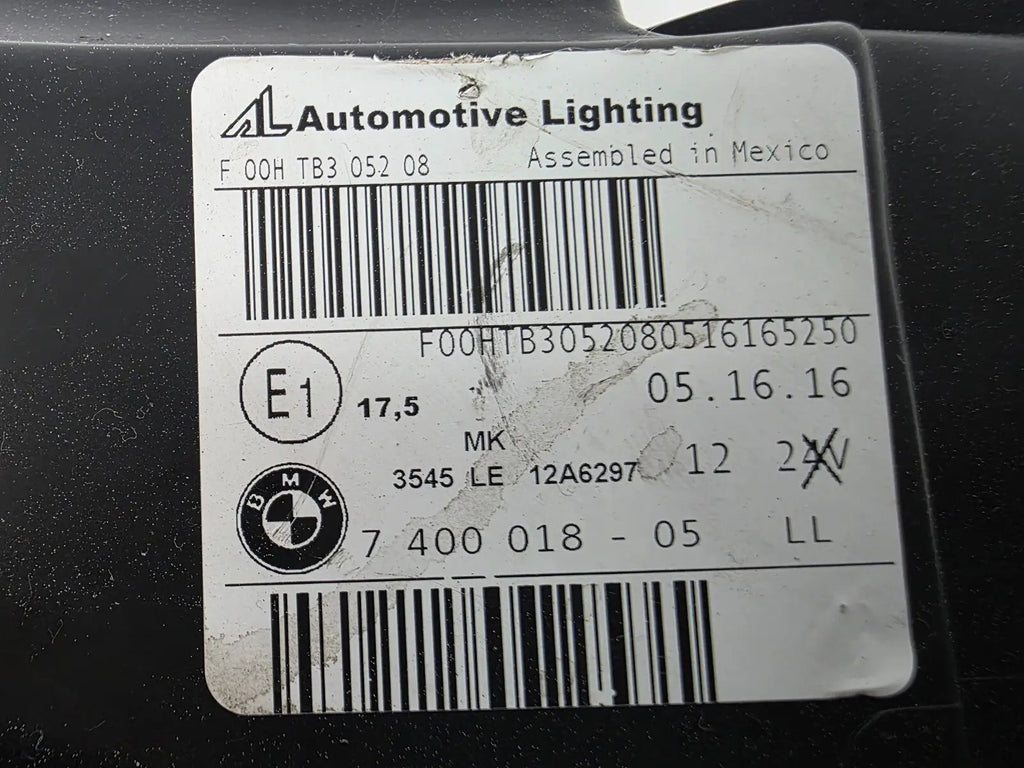 AL Automotive Lighting
F 00H TB3 052 08 Assembled in Mexico
F00HTB3052080516165250
E1 17,5 05.16.16
MK
3545 LE 12A6297 12 24V
BMW 7 400 018 - 05 LL